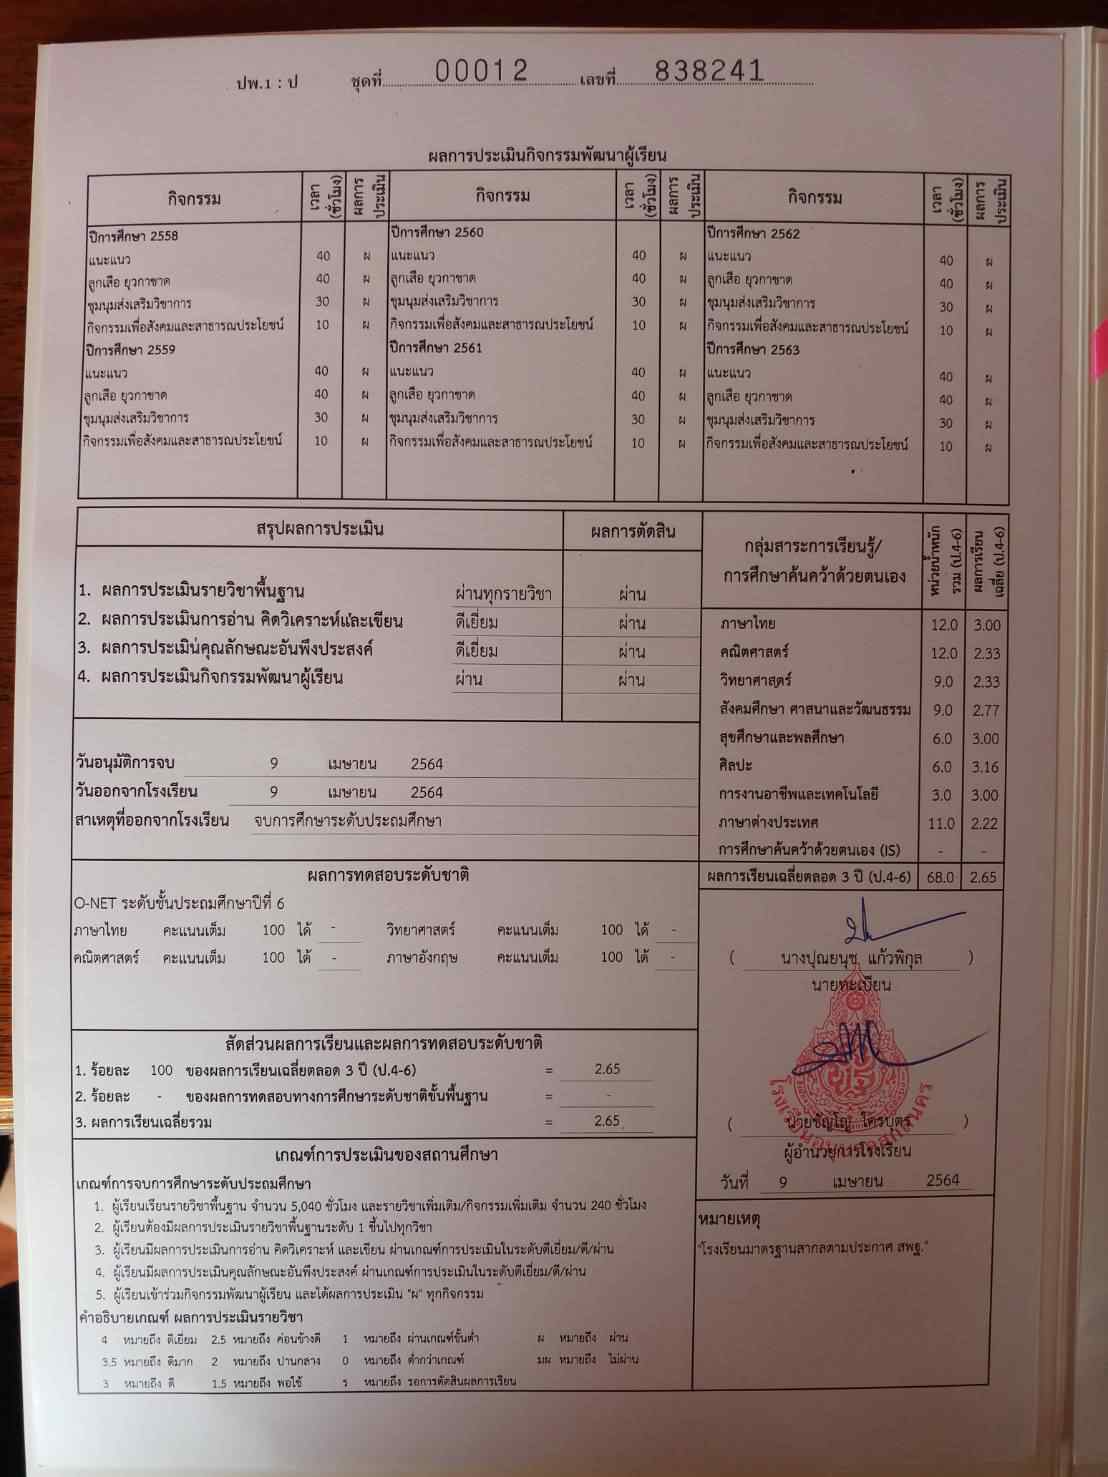 ปพ.1 : ป ชุดที่ 00012 เลขที่ 838241
ผลการประเมินกิจกรรมพัฒนาผู้เรียน
กิจกรรม เวลา (ชั่วโมง) ผลการประเมิน กิจกรรม เวลา (ชั่วโมง) ผลการประเมิน กิจกรรม เวลา (ชั่วโมง) ผลการประเมิน
ปีการศึกษา 2558 ปีการศึกษา 2560 ปีการศึกษา 2562
แนะแนว 40 ผ แนะแนว 40 ผ แนะแนว 40 ผ
ลูกเสือ ยุวกาชาด 40 ผ ลูกเสือ ยุวกาชาด 40 ผ ลูกเสือ ยุวกาชาด 40 ผ
ชุมนุมส่งเสริมวิชาการ 30 ผ ชุมนุมส่งเสริมวิชาการ 30 ผ ชุมนุมส่งเสริมวิชาการ 30 ผ
กิจกรรมเพื่อสังคมและสาธารณประโยชน์ 10 ผ กิจกรรมเพื่อสังคมและสาธารณประโยชน์ 10 ผ กิจกรรมเพื่อสังคมและสาธารณประโยชน์ 10 ผ
ปีการศึกษา 2559 ปีการศึกษา 2561 ปีการศึกษา 2563
แนะแนว 40 ผ แนะแนว 40 ผ แนะแนว 40 ผ
ลูกเสือ ยุวกาชาด 40 ผ ลูกเสือ ยุวกาชาด 40 ผ ลูกเสือ ยุวกาชาด 40 ผ
ชุมนุมส่งเสริมวิชาการ 30 ผ ชุมนุมส่งเสริมวิชาการ 30 ผ ชุมนุมส่งเสริมวิชาการ 30 ผ
กิจกรรมเพื่อสังคมและสาธารณประโยชน์ 10 ผ กิจกรรมเพื่อสังคมและสาธารณประโยชน์ 10 ผ กิจกรรมเพื่อสังคมและสาธารณประโยชน์ 10 ผ
สรุปผลการประเมิน ผลการตัดสิน
1. ผลการประเมินรายวิชาพื้นฐาน ผ่านทุกรายวิชา ผ่าน
2. ผลการประเมินการอ่าน คิดวิเคราะห์และเขียน ดีเยี่ยม ผ่าน
3. ผลการประเมินคุณลักษณะอันพึงประสงค์ ดีเยี่ยม ผ่าน
4. ผลการประเมินกิจกรรมพัฒนาผู้เรียน ผ่าน ผ่าน
วันอนุมัติการจบ 9 เมษายน 2564
วันออกจากโรงเรียน 9 เมษายน 2564
สาเหตุที่ออกจากโรงเรียน จบการศึกษาระดับประถมศึกษา
กลุ่มสาระการเรียนรู้/ การศึกษาค้นคว้าด้วยตนเอง หน่วยน้ำหนักรวม (ป.4-6) ผลการเรียนเฉลี่ย (ป.4-6)
ภาษาไทย 12.0 3.00
คณิตศาสตร์ 12.0 2.33
วิทยาศาสตร์ 9.0 2.33
สังคมศึกษา ศาสนาและวัฒนธรรม 9.0 2.77
สุขศึกษาและพลศึกษา 6.0 3.00
ศิลปะ 6.0 3.16
การงานอาชีพและเทคโนโลยี 3.0 3.00
ภาษาต่างประเทศ 11.0 2.22
การศึกษาค้นคว้าด้วยตนเอง (IS) - -
ผลการเรียนเฉลี่ยตลอด 3 ปี (ป.4-6) 68.0 2.65
ผลการทดสอบระดับชาติ
O-NET ระดับชั้นประถมศึกษาปีที่ 6
ภาษาไทย คะแนนเต็ม 100 ได้ - วิทยาศาสตร์ คะแนนเต็ม 100 ได้ -
คณิตศาสตร์ คะแนนเต็ม 100 ได้ - ภาษาอังกฤษ คะแนนเต็ม 100 ได้ -
สัดส่วนผลการเรียนและผลการทดสอบระดับชาติ
1. ร้อยละ 100 ของผลการเรียนเฉลี่ยตลอด 3 ปี (ป.4-6) = 2.65
2. ร้อยละ - ของผลการทดสอบทางการศึกษาระดับชาติขั้นพื้นฐาน = -
3. ผลการเรียนเฉลี่ยรวม = 2.65
( นางปุณยนุช แก้วพิกุล )
นายทะเบียน
( นายชัญโญ ไครบุตร )
ผู้อำนวยการโรงเรียน
วันที่ 9 เมษายน 2564
เกณฑ์การประเมินของสถานศึกษา
เกณฑ์การจบการศึกษาระดับประถมศึกษา
1. ผู้เรียนเรียนรายวิชาพื้นฐาน จำนวน 5,040 ชั่วโมง และรายวิชาเพิ่มเติม/กิจกรรมเพิ่มเติม จำนวน 240 ชั่วโมง
2. ผู้เรียนต้องมีผลการประเมินรายวิชาพื้นฐานระดับ 1 ขึ้นไปทุกวิชา
3. ผู้เรียนมีผลการประเมินการอ่าน คิดวิเคราะห์ และเขียน ผ่านเกณฑ์การประเมินในระดับดีเยี่ยม/ดี/ผ่าน
4. ผู้เรียนมีผลการประเมินคุณลักษณะอันพึงประสงค์ ผ่านเกณฑ์การประเมินในระดับดีเยี่ยม/ดี/ผ่าน
5. ผู้เรียนเข้าร่วมกิจกรรมพัฒนาผู้เรียน และได้ผลการประเมิน "ผ" ทุกกิจกรรม
คำอธิบายเกณฑ์ ผลการประเมินรายวิชา
4 หมายถึง ดีเยี่ยม 2.5 หมายถึง ค่อนข้างดี 1 หมายถึง ผ่านเกณฑ์ขั้นต่ำ ผ หมายถึง ผ่าน
3.5 หมายถึง ดีมาก 2 หมายถึง ปานกลาง 0 หมายถึง ต่ำกว่าเกณฑ์ มผ หมายถึง ไม่ผ่าน
3 หมายถึง ดี 1.5 หมายถึง พอใช้ ร หมายถึง รอการตัดสินผลการเรียน
หมายเหตุ
"โรงเรียนมาตรฐานสากลตามประกาศ สพฐ."